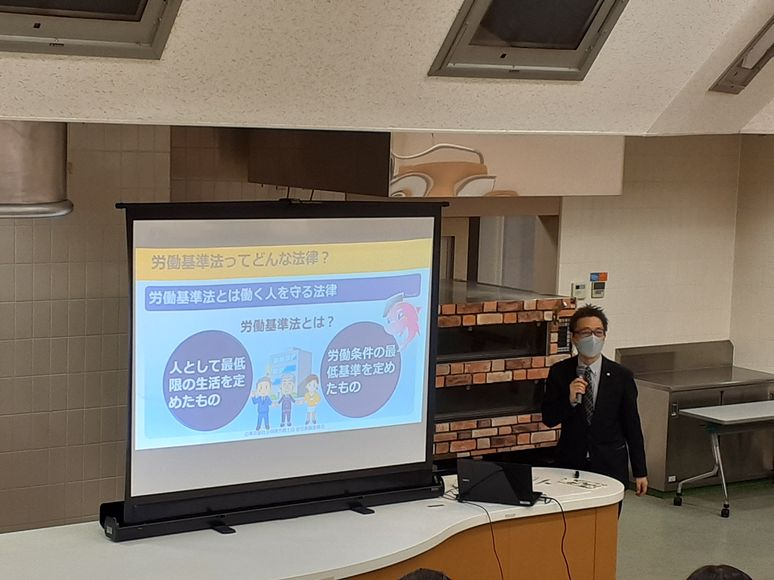 労働基準法ってどんな法律？
労働基準法とは働く人を守る法律
労働基準法とは？
人として最低
限の生活を定
めたもの
労働条件の最
低基準を定め
たもの